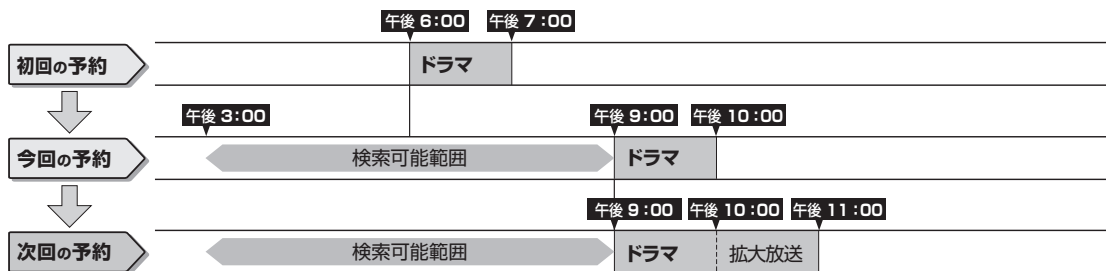 午後 6:00 午後 7:00
初回の予約 ドラマ
午後 3:00 午後 9:00 午後 10:00
今回の予約 検索可能範囲 ドラマ
午後 9:00 午後 10:00 午後 11:00
次回の予約 検索可能範囲 ドラマ 拡大放送